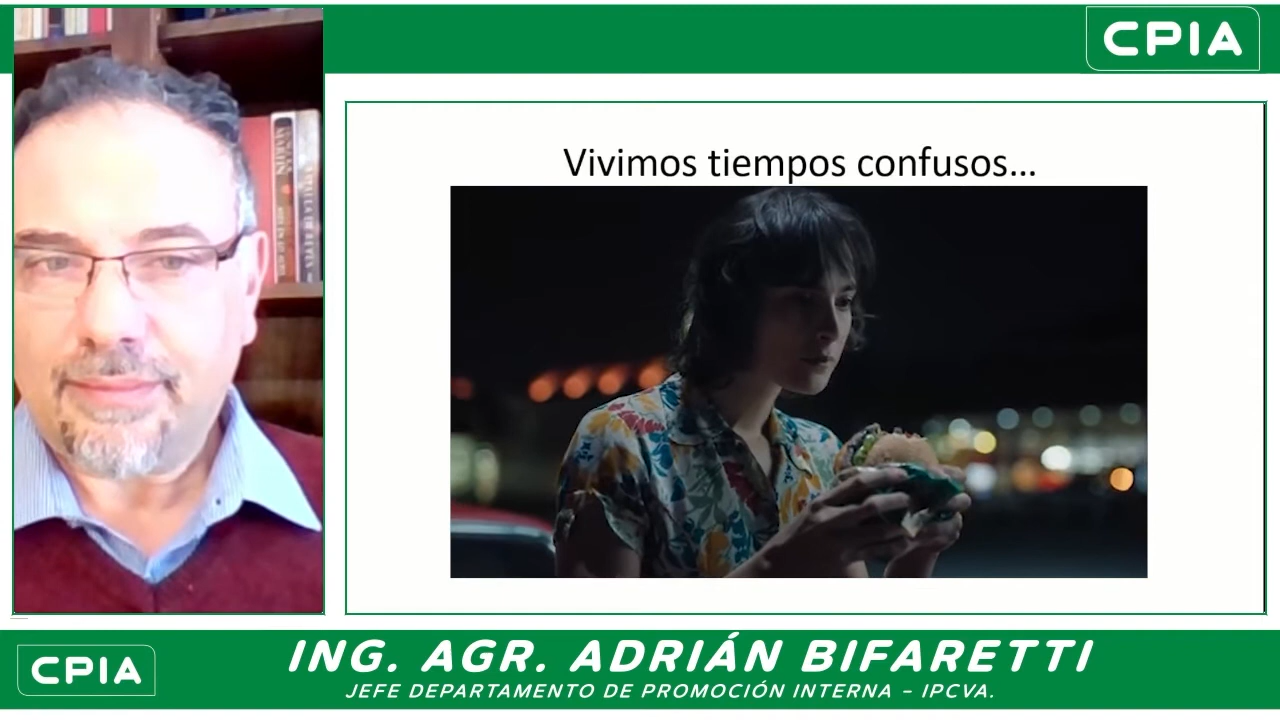 CPIA
Vivimos tiempos confusos...
CPIA
ING. AGR. ADRIÁN BIFARETTI
JEFE DEPARTAMENTO DE PROMOCIÓN INTERNA - IPCVA.